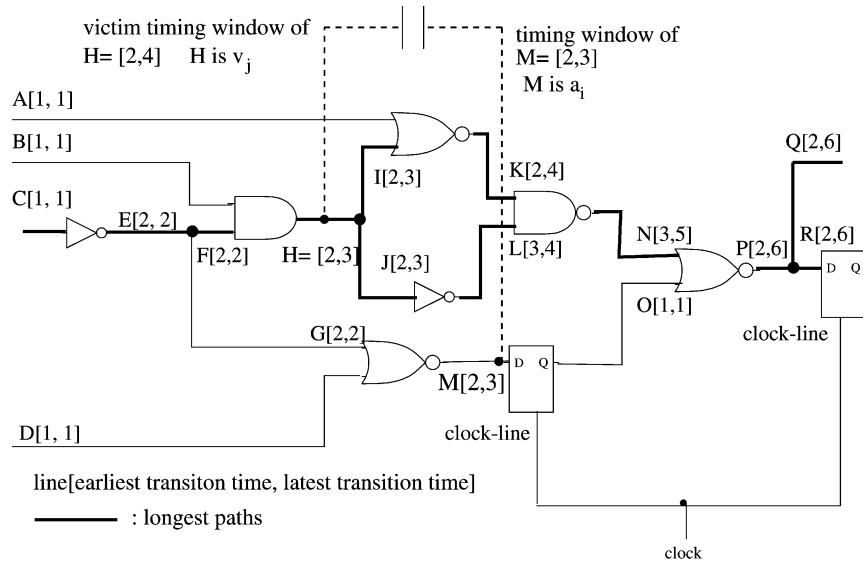 victim timing window of
H= [2,4] H is v j
timing window of
M= [2,3]
M is a i
A[1, 1]
B[1, 1]
C[1, 1]
E[2, 2]
F[2,2]
H= [2,3]
I[2,3]
J[2,3]
K[2,4]
L[3,4]
N[3,5]
O[1,1]
P[2,6]
Q[2,6]
R[2,6]
D Q
clock-line
G[2,2]
M[2,3]
D Q
clock-line
D[1, 1]
line[earliest transiton time, latest transition time]
: longest paths
clock